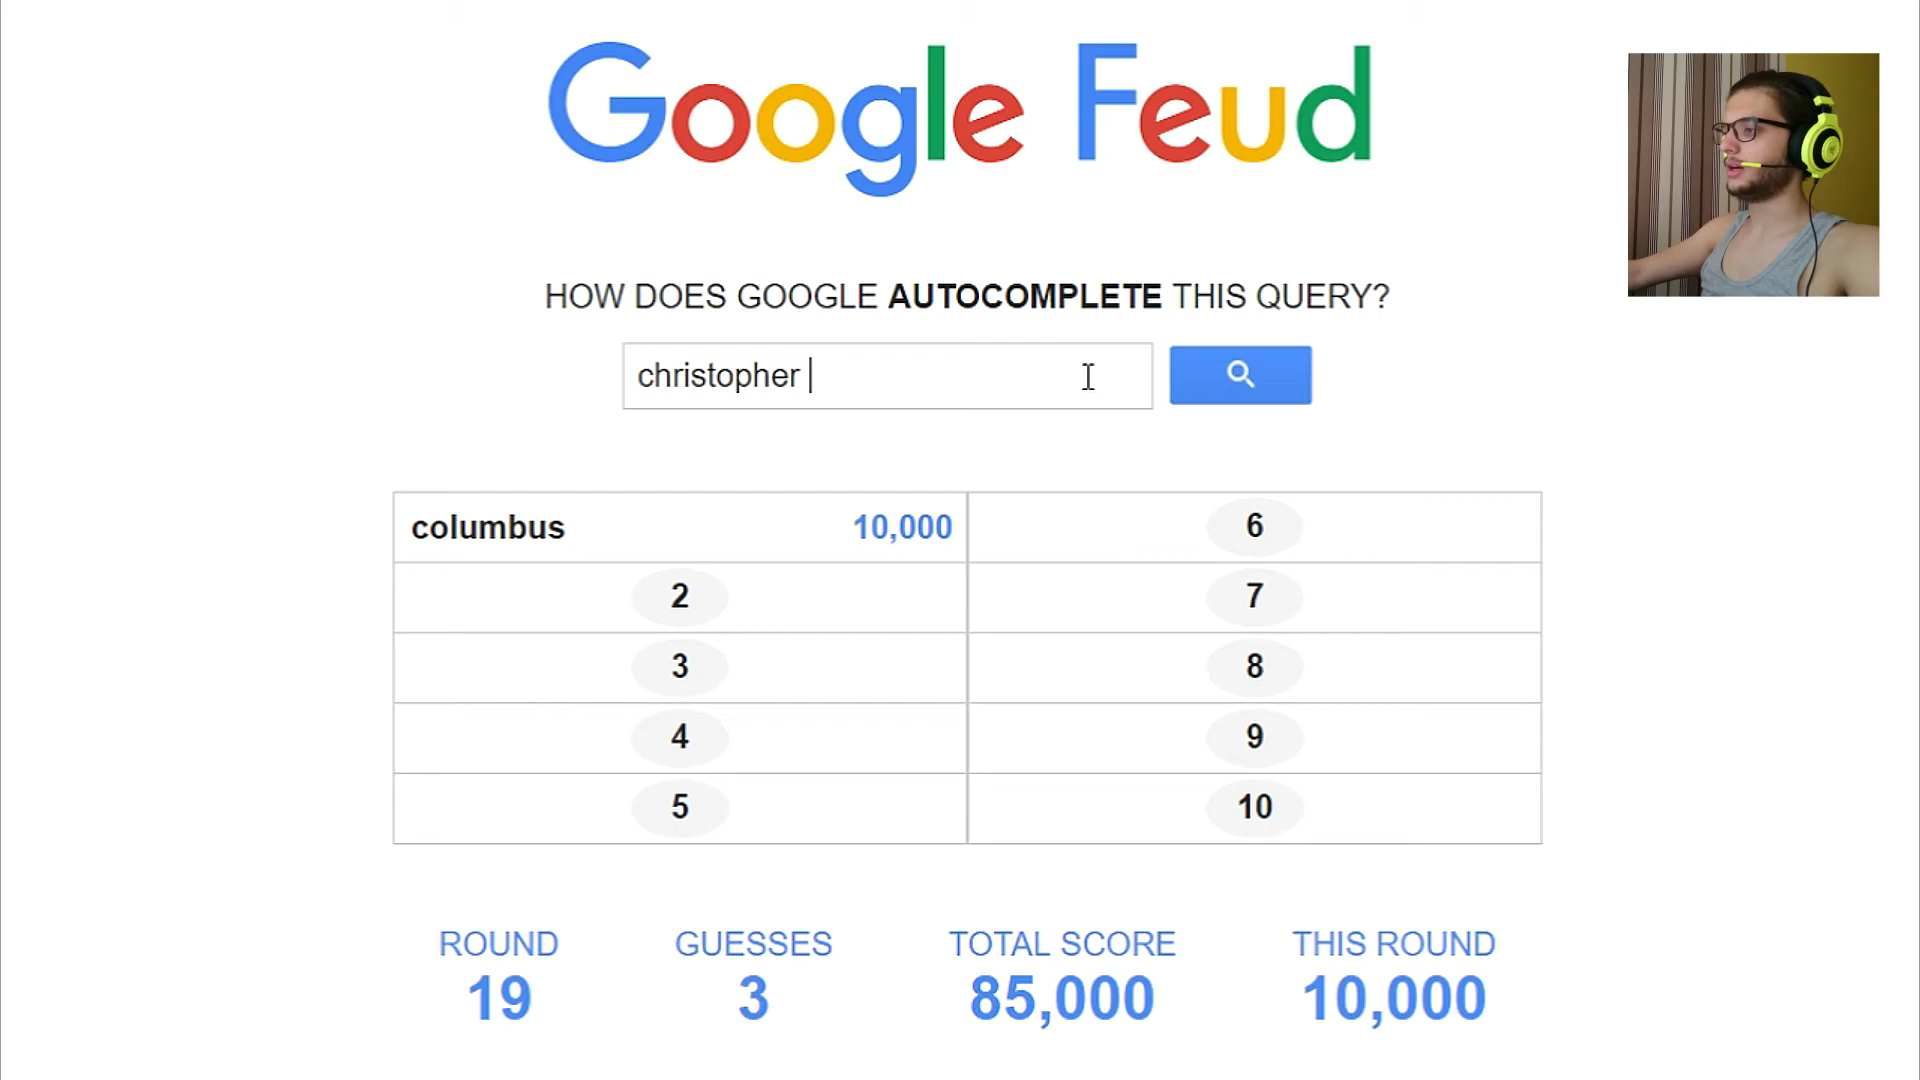 Google Feud
HOW DOES GOOGLE AUTOCOMPLETE THIS QUERY?
christopher
columbus 10,000
6
2
7
3
8
4
9
5
10
ROUND GUESSES TOTAL SCORE THIS ROUND
19 3 85,000 10,000